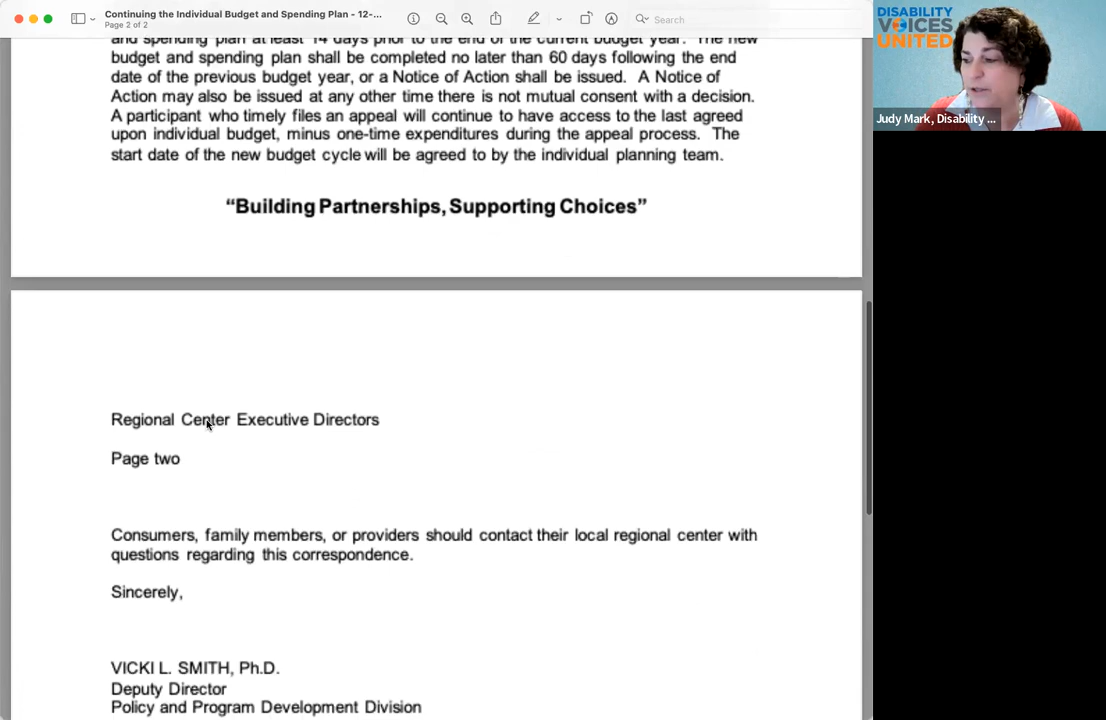 Continuing the Individual Budget and Spending Plan - 12-...
Page 2 of 2
Search
and spending plan at least 14 days prior to the end of the current budget year. The new
budget and spending plan shall be completed no later than 60 days following the end
date of the previous budget year, or a Notice of Action shall be issued. A Notice of
Action may also be issued at any other time there is not mutual consent with a decision.
A participant who timely files an appeal will continue to have access to the last agreed
upon individual budget, minus one-time expenditures during the appeal process. The
start date of the new budget cycle will be agreed to by the individual planning team.
“Building Partnerships, Supporting Choices”
Regional Center Executive Directors
Page two
Consumers, family members, or providers should contact their local regional center with
questions regarding this correspondence.
Sincerely,
VICKI L. SMITH, Ph.D.
Deputy Director
Policy and Program Development Division
DISABILITY
VOICES
UNITED
Judy Mark, Disability ...